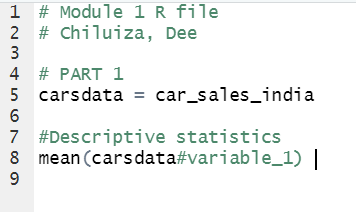 1 # Module 1 R file
2 # Chiluiza, Dee
3
4 # PART 1
5 carsdata = car_sales_india
6
7 #Descriptive statistics
8 mean(carsdata#variable_1)
9